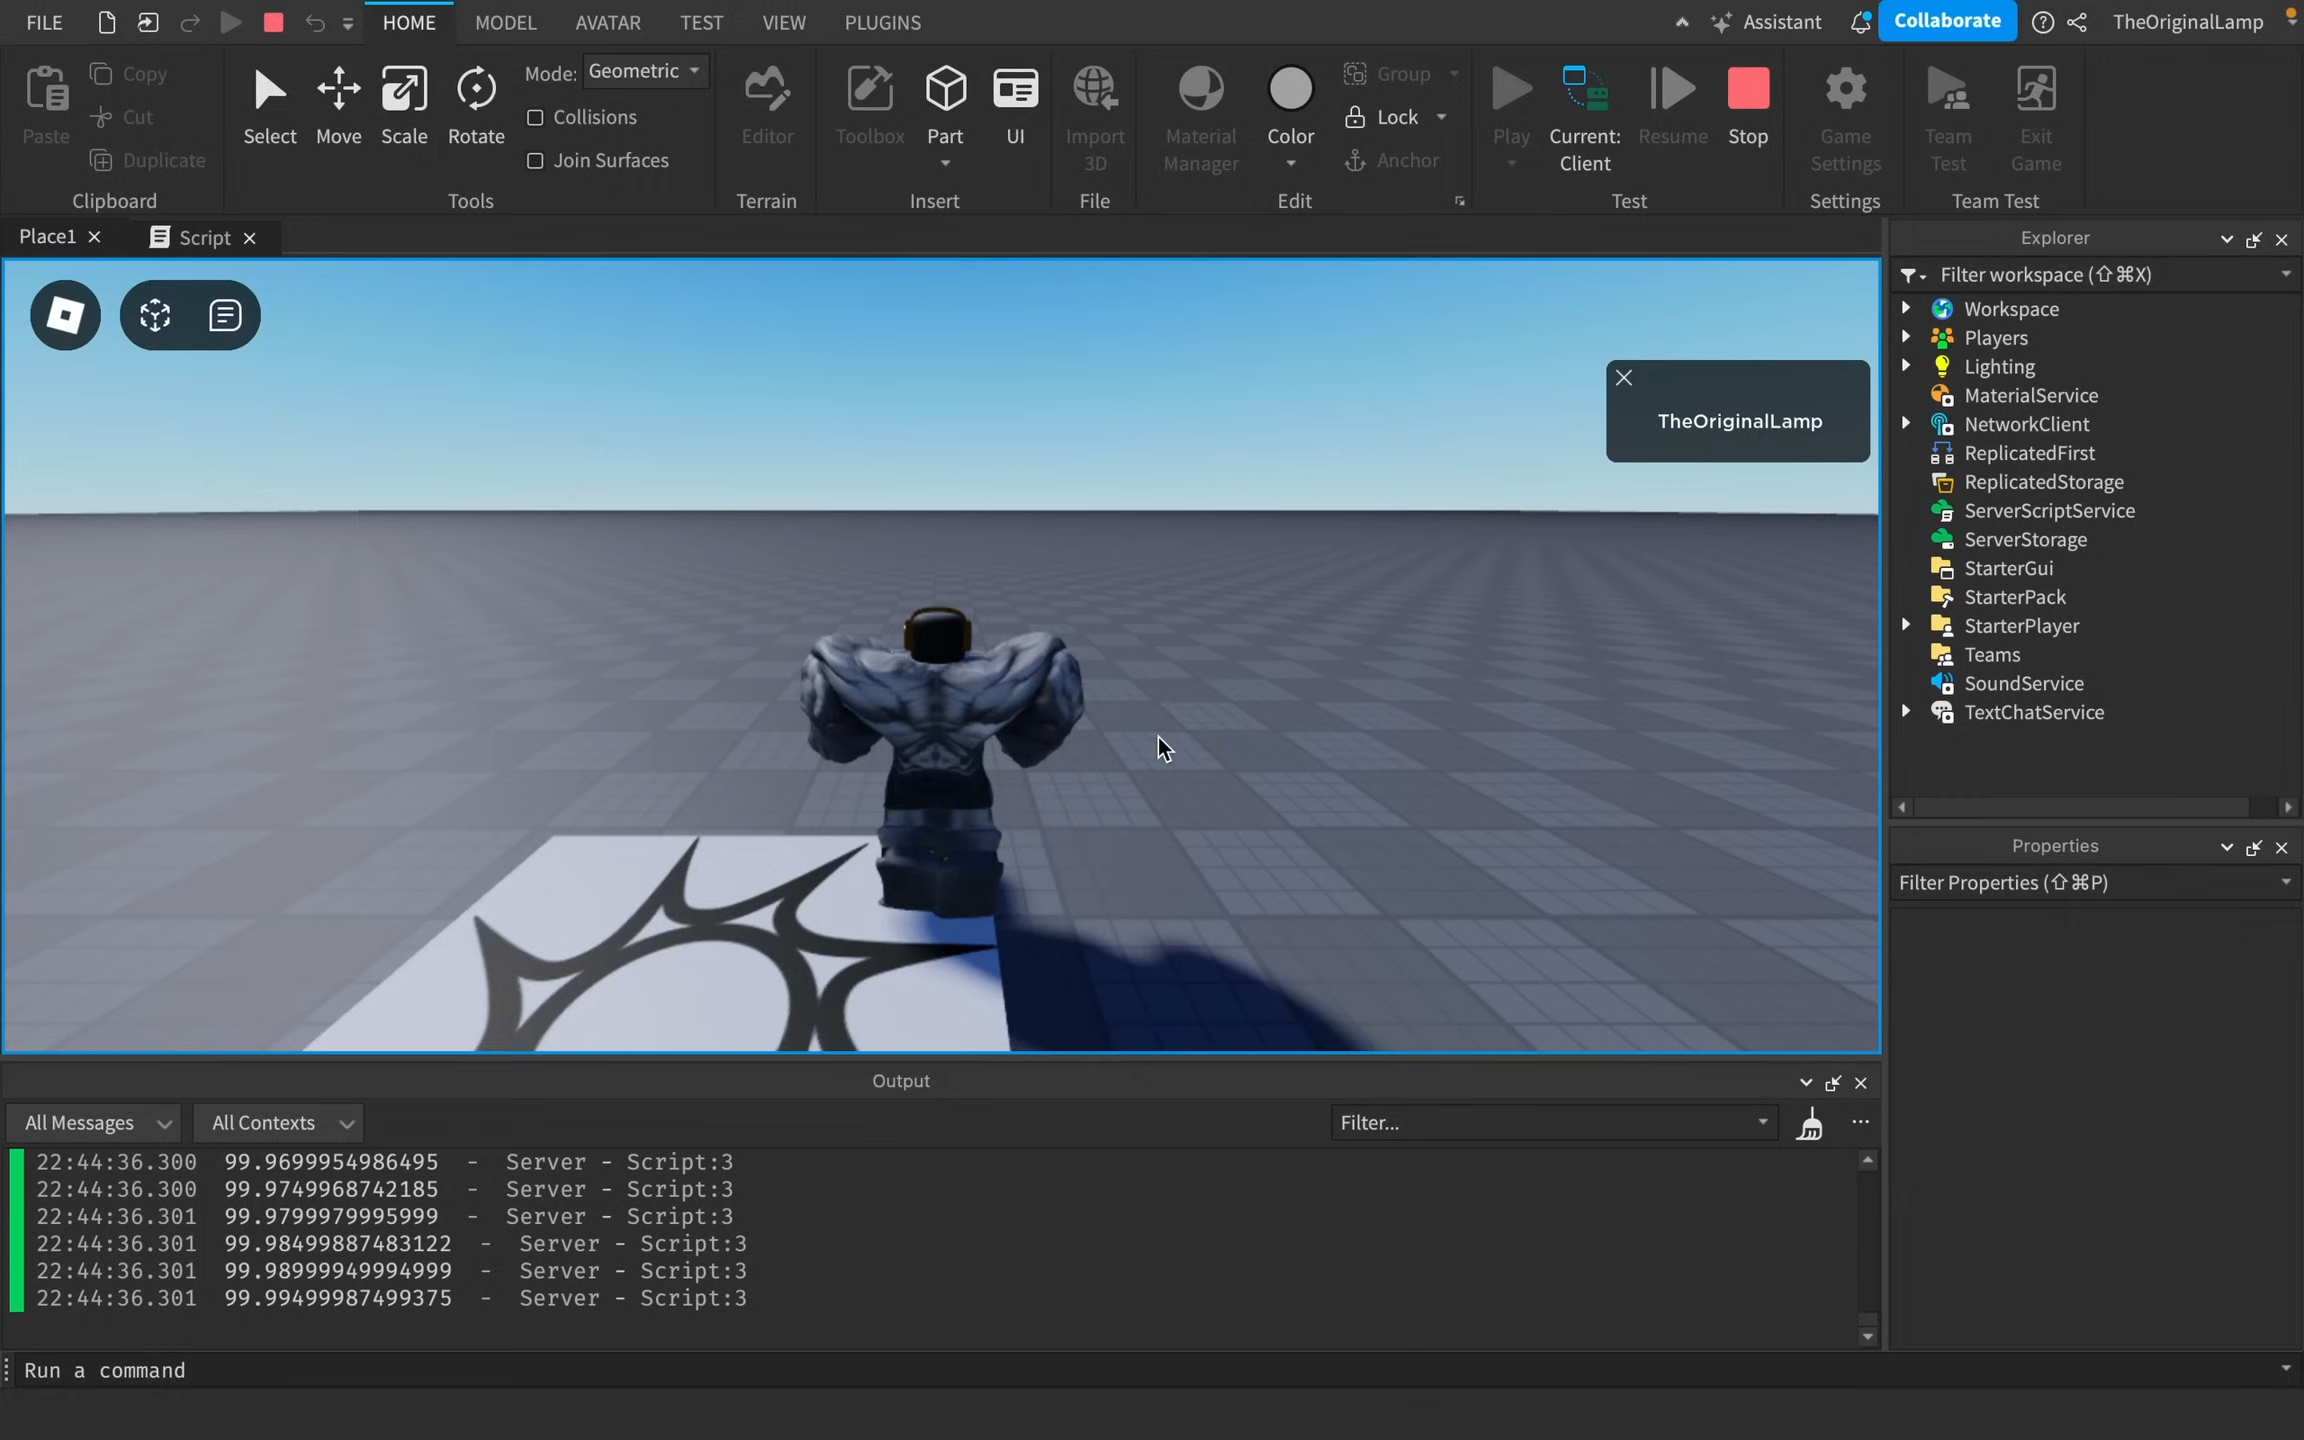 FILE HOME MODEL AVATAR TEST VIEW PLUGINS Assistant Collaborate TheOriginalLamp
Paste Copy Cut Duplicate
Clipboard
Select Move Scale Rotate
Mode: Geometric
Collisions
Join Surfaces
Tools
Editor
Terrain
Toolbox Part UI
Insert
Import 3D
File
Material Manager Color
Group
Lock
Anchor
Edit
Play Current: Client Resume Stop
Test
Game Settings
Settings
Team Test Exit Game
Team Test
Place1 Script
TheOriginalLamp
Explorer
Filter workspace (⇧⌘X)
Workspace
Players
Lighting
MaterialService
NetworkClient
ReplicatedFirst
ReplicatedStorage
ServerScriptService
ServerStorage
StarterGui
StarterPack
StarterPlayer
Teams
SoundService
TextChatService
Properties
Filter Properties (⇧⌘P)
Output
All Messages All Contexts Filter...
22:44:36.300 99.9699954986495 - Server - Script:3
22:44:36.300 99.9749968742185 - Server - Script:3
22:44:36.301 99.9799979995999 - Server - Script:3
22:44:36.301 99.98499887483122 - Server - Script:3
22:44:36.301 99.98999949994999 - Server - Script:3
22:44:36.301 99.99499987499375 - Server - Script:3
Run a command